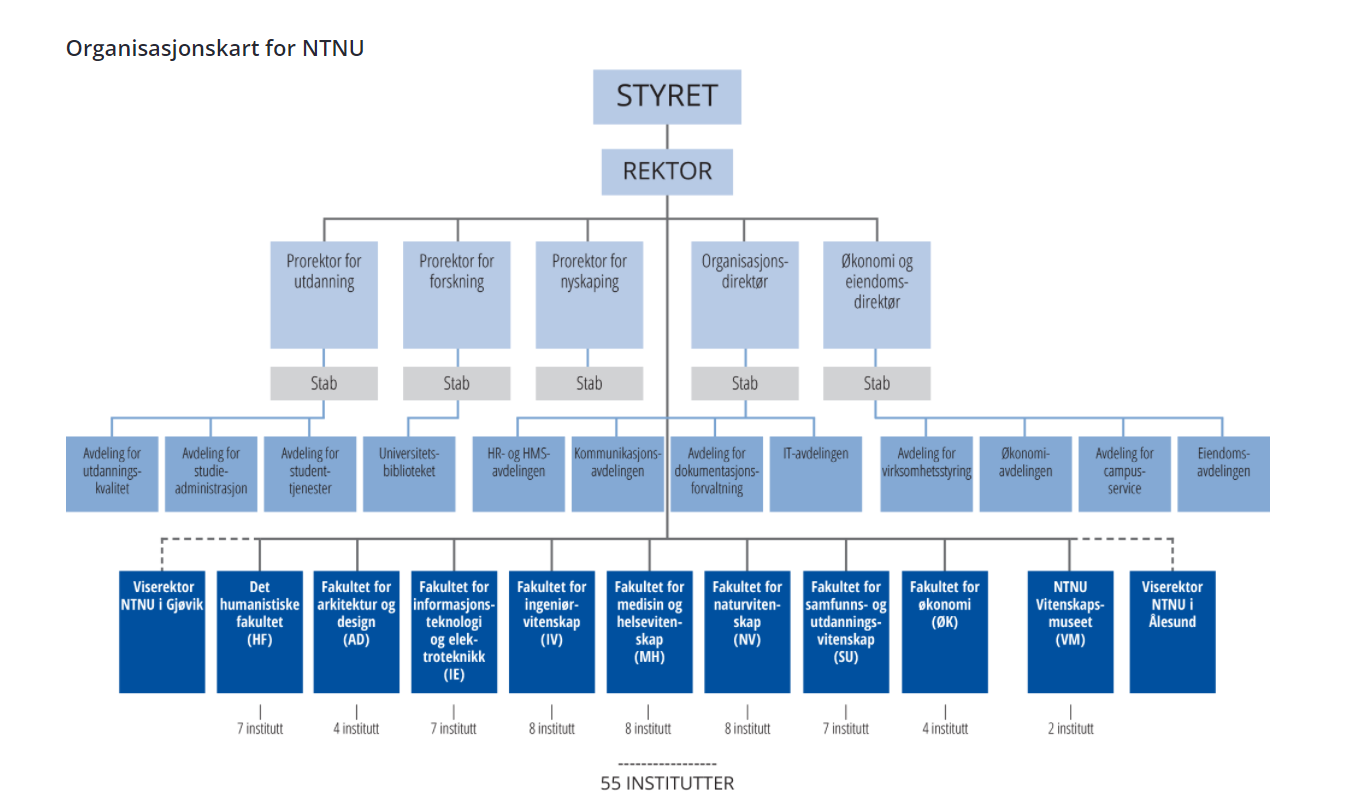 Organisasjonskart for NTNU
STYRET
REKTOR
Prorektor for
utdanning
Prorektor for
forskning
Prorektor for
nyskaping
Organisasjons-
direktør
Økonomi og
eiendoms-
direktør
Stab
Stab
Stab
Stab
Stab
Avdeling for
utdannings-
kvalitet
Avdeling for
studie-
administrasjon
Avdeling for
student-
tjenester
Universitets-
biblioteket
HR- og HMS-
avdelingen
Kommunikasjons-
avdelingen
Avdeling for
dokumentasjons-
forvaltning
IT-avdelingen
Avdeling for
virksomhetsstyring
Økonomi-
avdelingen
Avdeling for
campus-
service
Eiendoms-
avdelingen
Viserektor
NTNU i Gjøvik
Det
humanistiske
fakultet
(HF)
Fakultet for
arkitektur og
design
(AD)
Fakultet for
informasjons-
teknologi
og elek-
troteknikk
(IE)
Fakultet for
ingeniør-
vitenskap
(IV)
Fakultet for
medisin og
helseviten-
skap
(MH)
Fakultet for
naturviten-
skap
(NV)
Fakultet for
samfunns- og
utdannings-
vitenskap
(SU)
Fakultet for
økonomi
(ØK)
NTNU
Vitenskaps-
museet
(VM)
Viserektor
NTNU i
Ålesund
7 institutt
4 institutt
7 institutt
8 institutt
8 institutt
8 institutt
7 institutt
4 institutt
2 institutt
55 INSTITUTTER